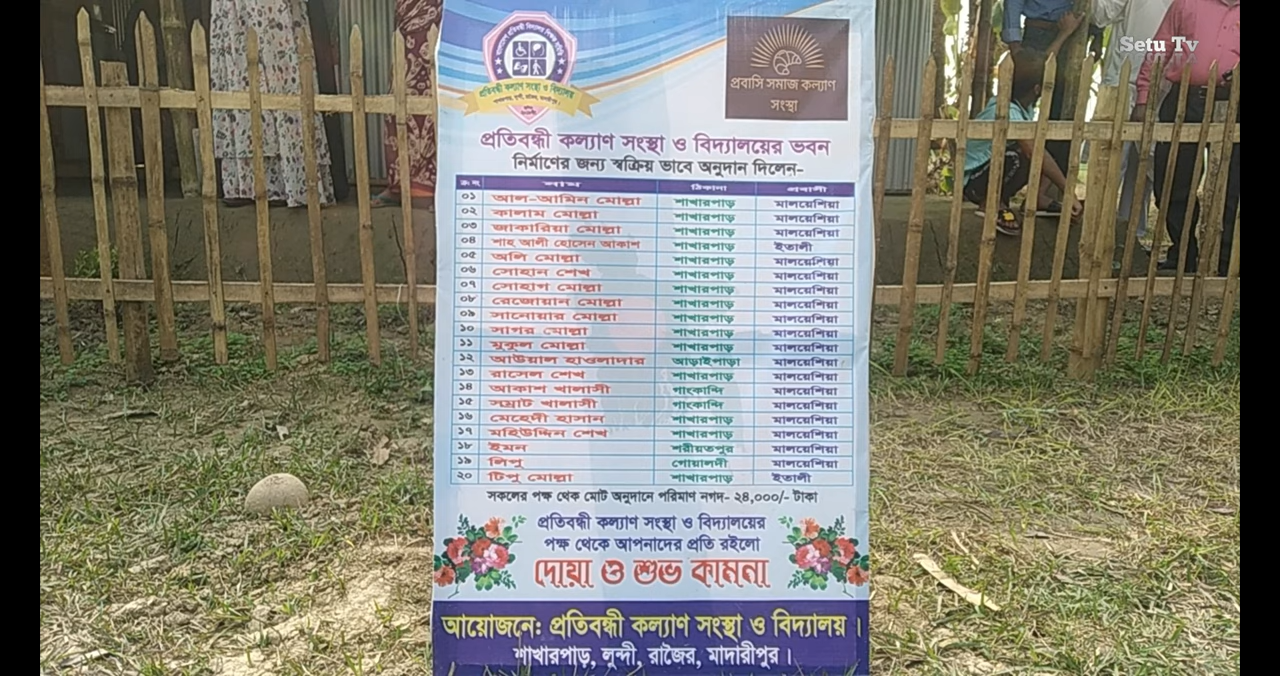 Setu Tv
প্রতিবন্ধী কল্যাণ সংস্থা ও বিদ্যালয়
প্রবাসি সমাজ কল্যাণ
সংস্থা
প্রতিবন্ধী কল্যাণ সংস্থা ও বিদ্যালয়ের ভবন
নির্মাণের জন্য স্বক্রিয় ভাবে অনুদান দিলেন-
ক্র.নং নাম ঠিকানা প্রবাসী
০১ আল-আমিন মোল্লা শাখারপাড় মালয়েশিয়া
০২ কালাম মোল্লা শাখারপাড় মালয়েশিয়া
০৩ জাকারিয়া মোল্লা শাখারপাড় মালয়েশিয়া
০৪ শাহ আলী হোসেন আকাশ শাখারপাড় ইতালী
০৫ অলি মোল্লা শাখারপাড় মালয়েশিয়া
০৬ সোহান শেখ শাখারপাড় মালয়েশিয়া
০৭ সোহাগ মোল্লা শাখারপাড় মালয়েশিয়া
০৮ রেজোয়ান মোল্লা শাখারপাড় মালয়েশিয়া
০৯ সানোয়ার মোল্লা শাখারপাড় মালয়েশিয়া
১০ সাগর মোল্লা শাখারপাড় মালয়েশিয়া
১১ মুকুল মোল্লা শাখারপাড় মালয়েশিয়া
১২ আউয়াল হাওলাদার আড়াইপাড়া মালয়েশিয়া
১৩ রাসেল শেখ শাখারপাড় মালয়েশিয়া
১৪ আকাশ খালাসী গাংকান্দি মালয়েশিয়া
১৫ সম্রাট খালাসী গাংকান্দি মালয়েশিয়া
১৬ মেহেদী হাসান শাখারপাড় মালয়েশিয়া
১৭ মহিউদ্দিন শেখ শাখারপাড় মালয়েশিয়া
১৮ ইমন শরীয়তপুর মালয়েশিয়া
১৯ লিপু গোয়ালদী মালয়েশিয়া
২০ টিপু মোল্লা শাখারপাড় ইতালী
সকলের পক্ষ থেক মোট অনুদানে পরিমাণ নগদ- ২৪,০০০/- টাকা
প্রতিবন্ধী কল্যাণ সংস্থা ও বিদ্যালয়ের
পক্ষ থেকে আপনাদের প্রতি রইলো
দোয়া ও শুভ কামনা
আয়োজনে: প্রতিবন্ধী কল্যাণ সংস্থা ও বিদ্যালয় ।
শাখারপাড়, লুন্দী, রাজৈর, মাদারীপুর ।